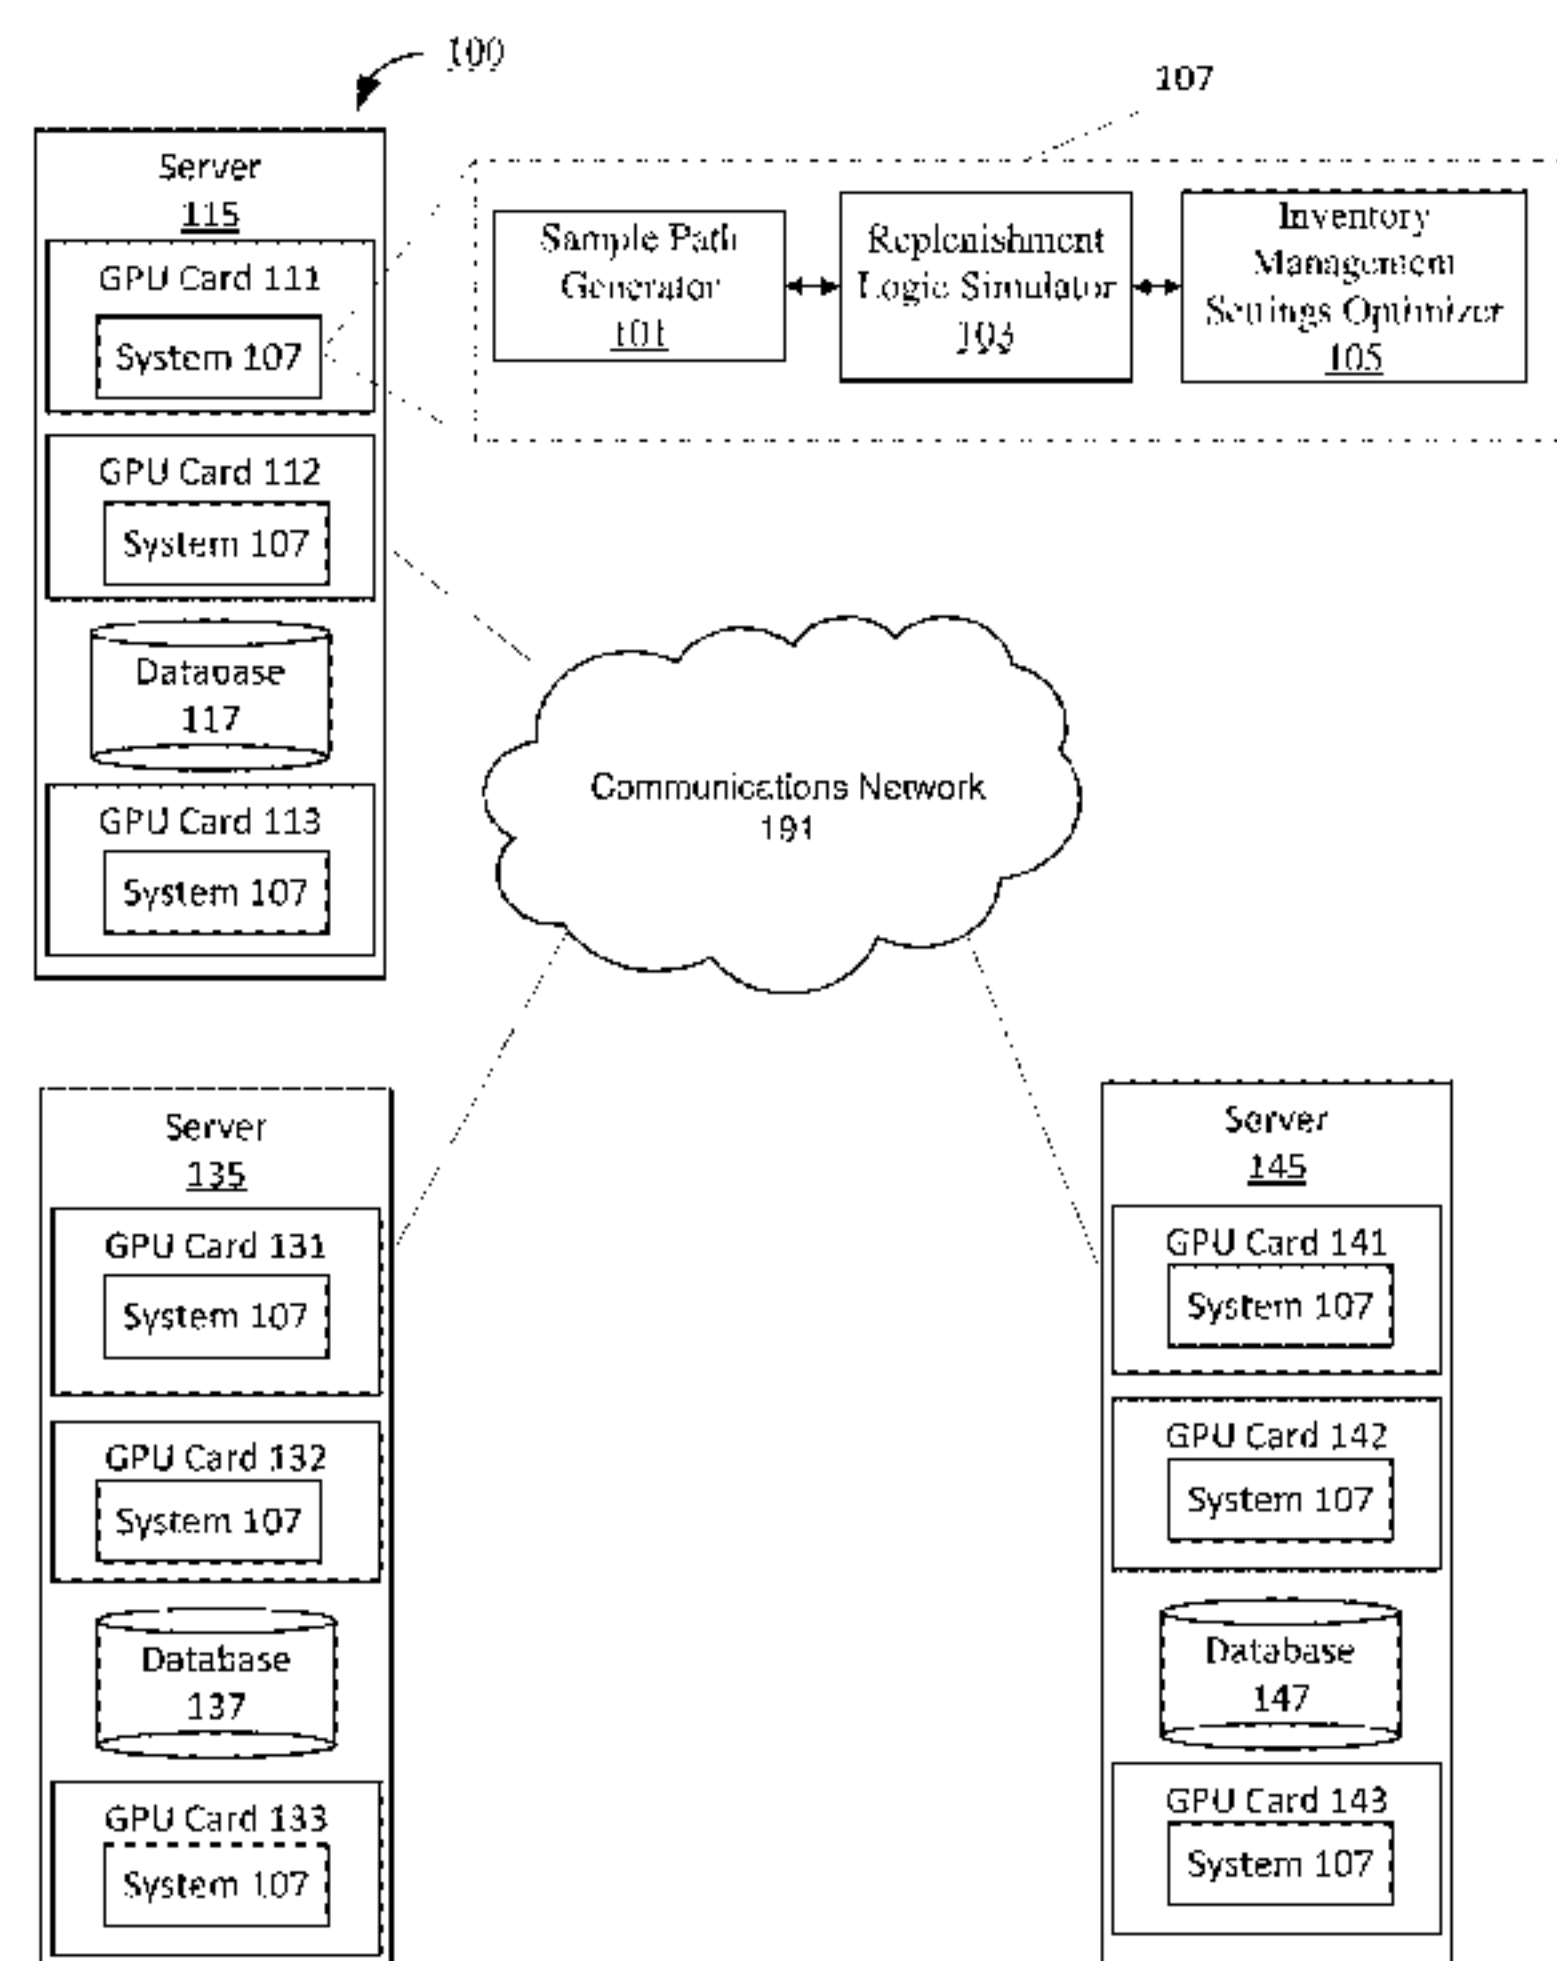 100
107
Server
115
GPU Card 111
System 107
Sample Path
Generator
101
Replenishment
Logic Simulator
103
Inventory
Management
Settings Optimizer
105
GPU Card 112
System 107
Database
117
GPU Card 113
System 107
Communications Network
191
Server
135
GPU Card 131
System 107
GPU Card 132
System 107
Database
137
GPU Card 133
System 107
Server
145
GPU Card 141
System 107
GPU Card 142
System 107
Database
147
GPU Card 143
System 107